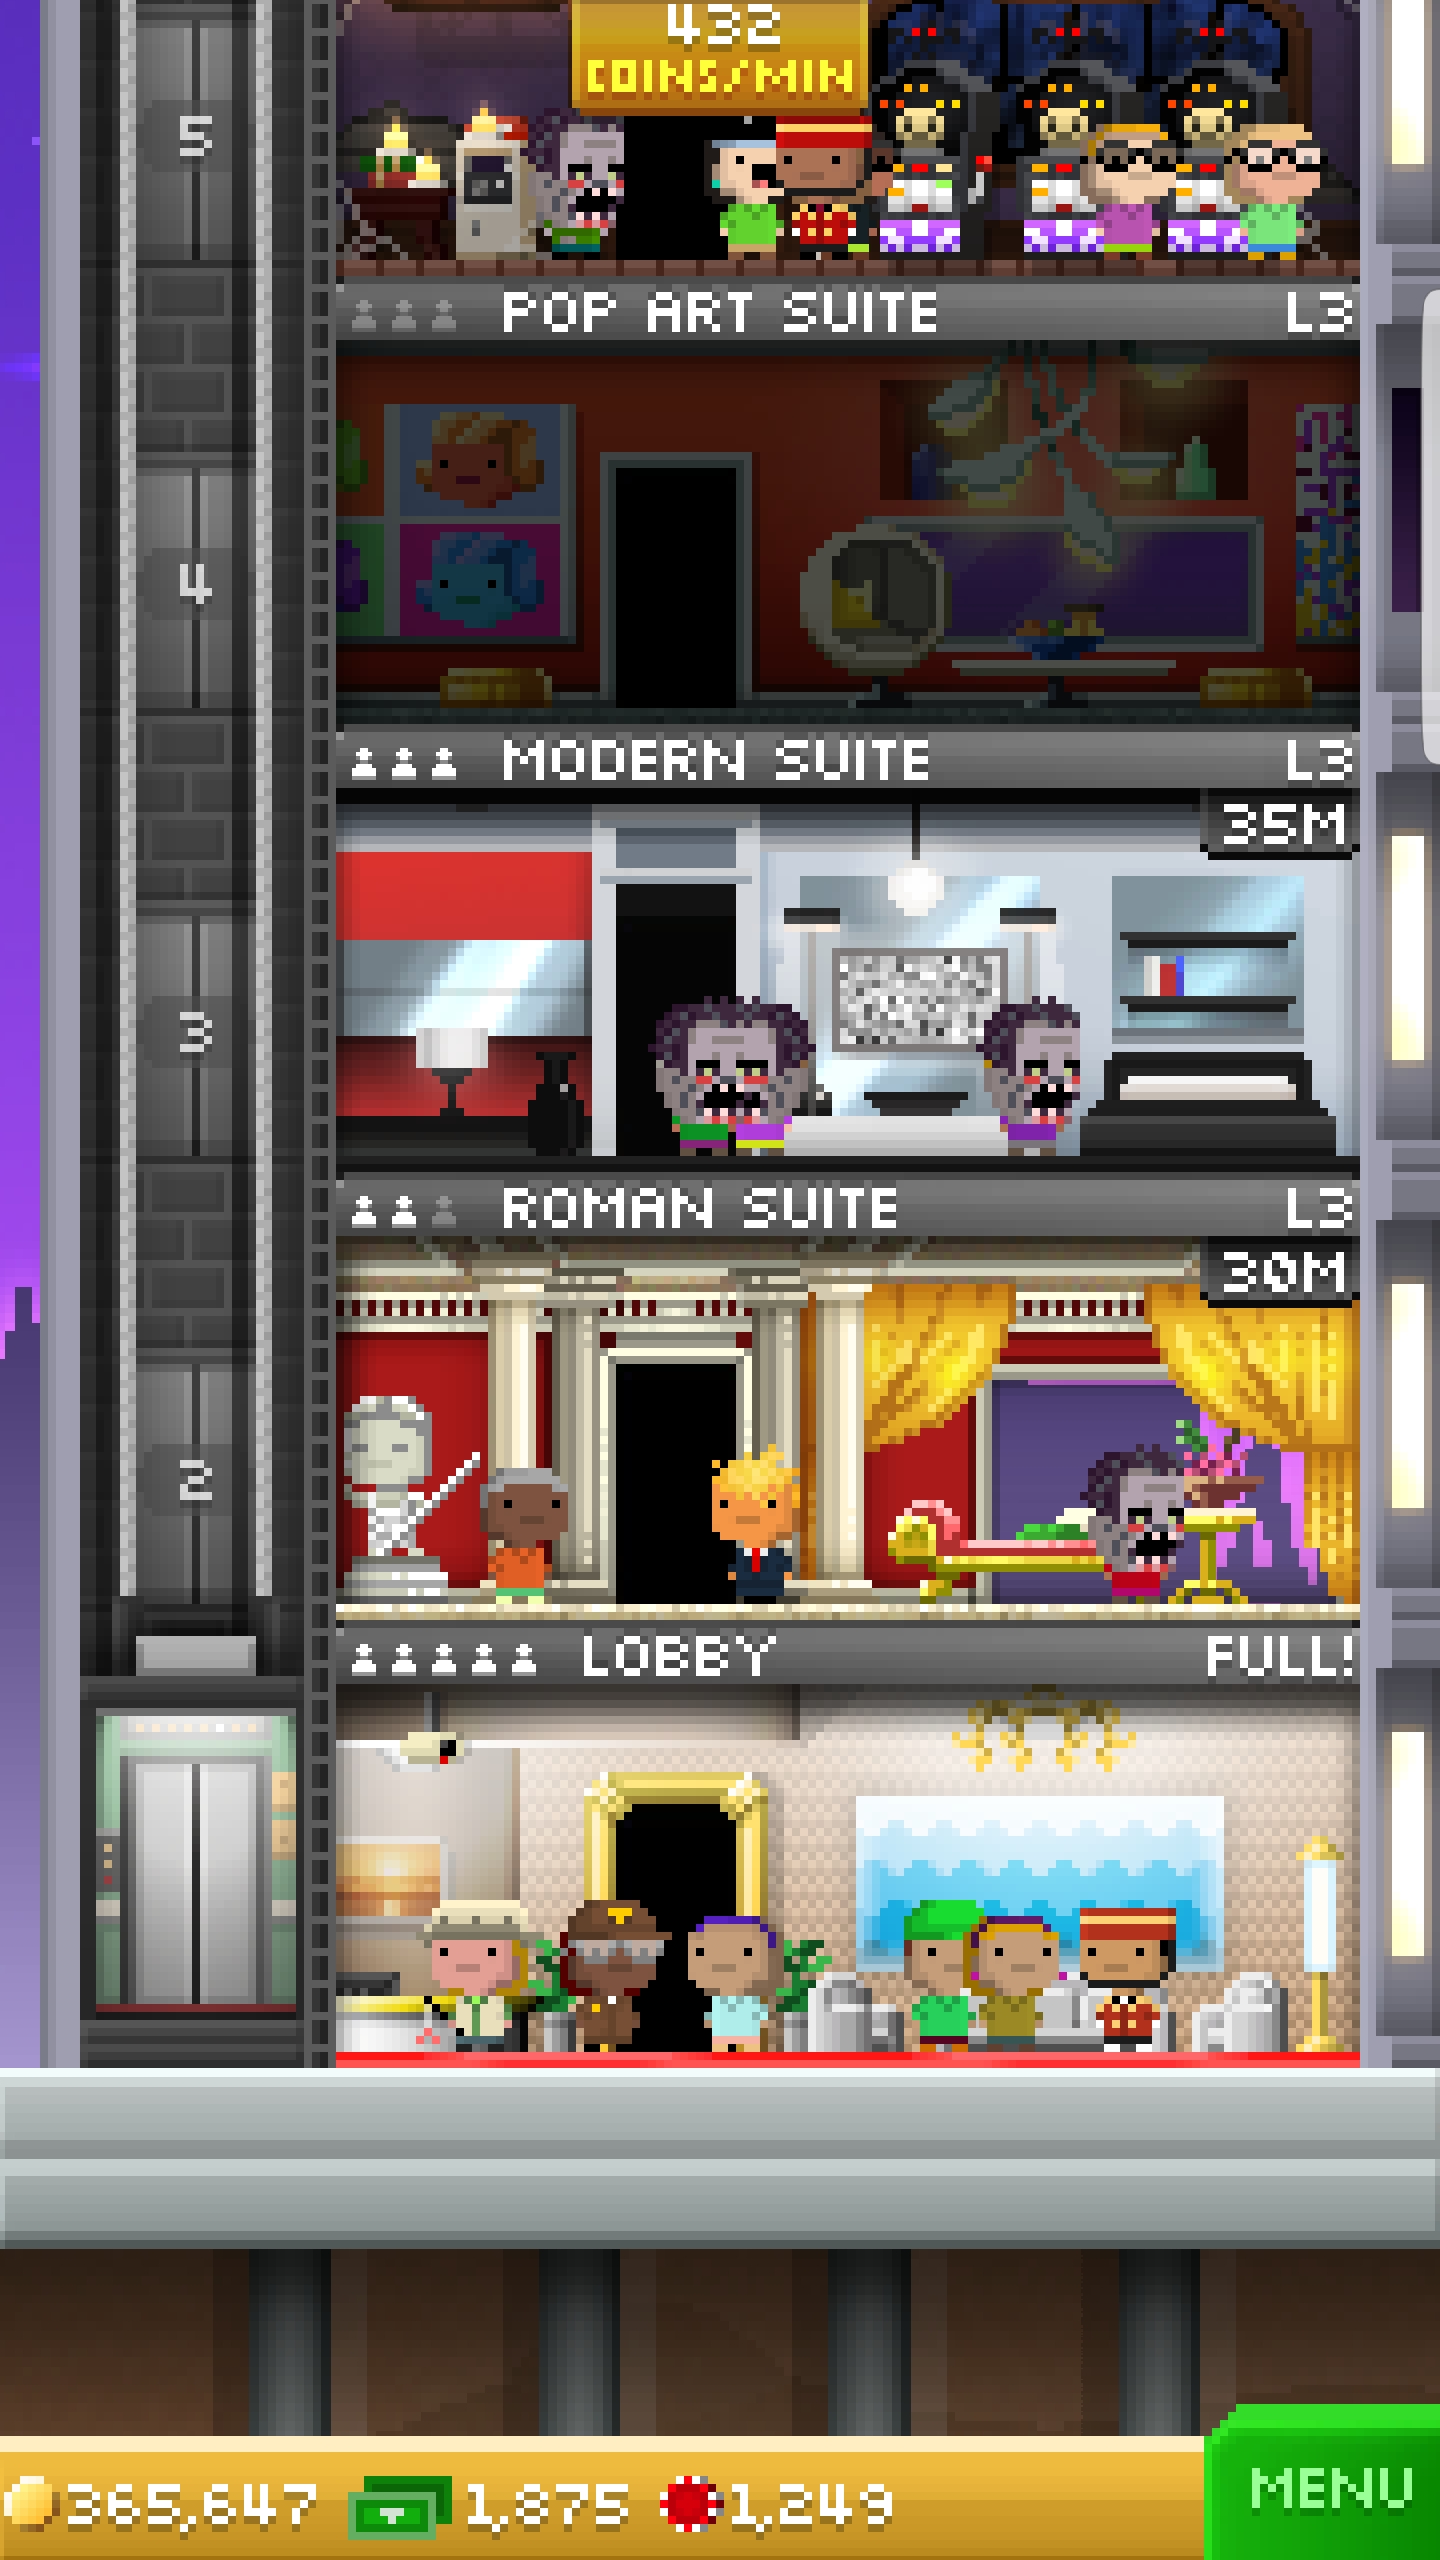 432
COINS/MIN
5
POP ART SUITE L3
4
MODERN SUITE L3
35M
3
ROMAN SUITE L3
30M
2
LOBBY FULL!
365,647 1,875 1,249 MENU